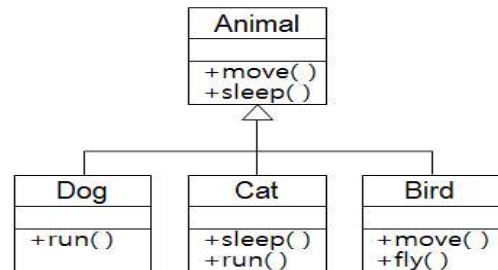 Animal
+move( )
+sleep( )
Dog
+run( )
Cat
+sleep( )
+run( )
Bird
+move( )
+fly( )